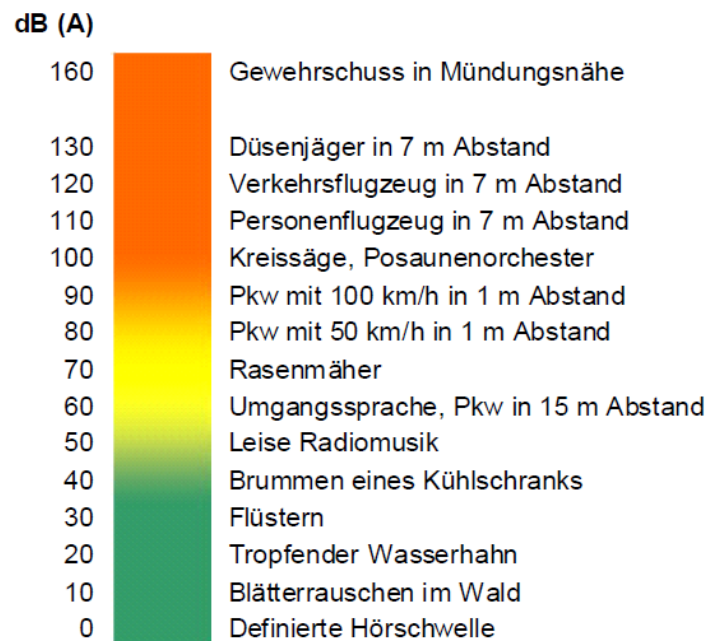 dB (A)
160 Gewehrschuss in Mündungsnähe
130 Düsenjäger in 7 m Abstand
120 Verkehrsflugzeug in 7 m Abstand
110 Personenflugzeug in 7 m Abstand
100 Kreissäge, Posaunenorchester
90 Pkw mit 100 km/h in 1 m Abstand
80 Pkw mit 50 km/h in 1 m Abstand
70 Rasenmäher
60 Umgangssprache, Pkw in 15 m Abstand
50 Leise Radiomusik
40 Brummen eines Kühlschranks
30 Flüstern
20 Tropfender Wasserhahn
10 Blätterrauschen im Wald
0 Definierte Hörschwelle